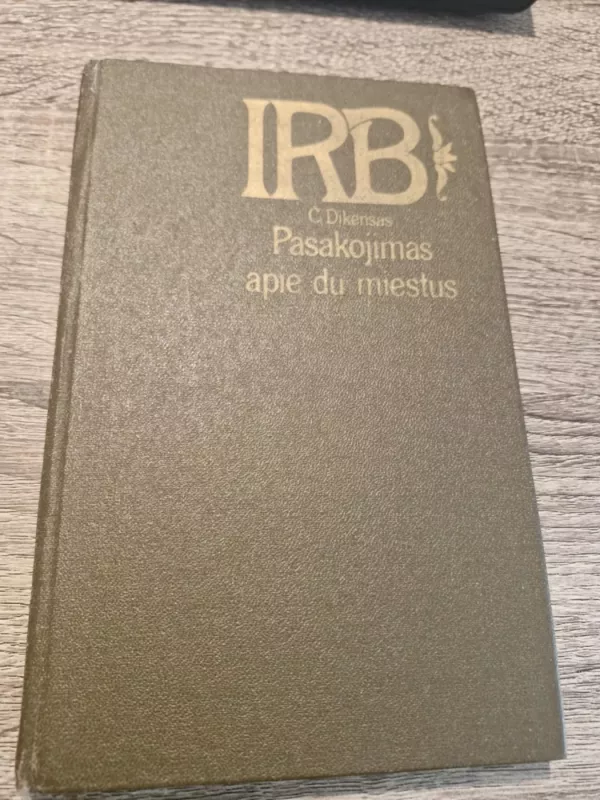 IRB
Č. Dikensas
Pasakojimas
apie du miestus